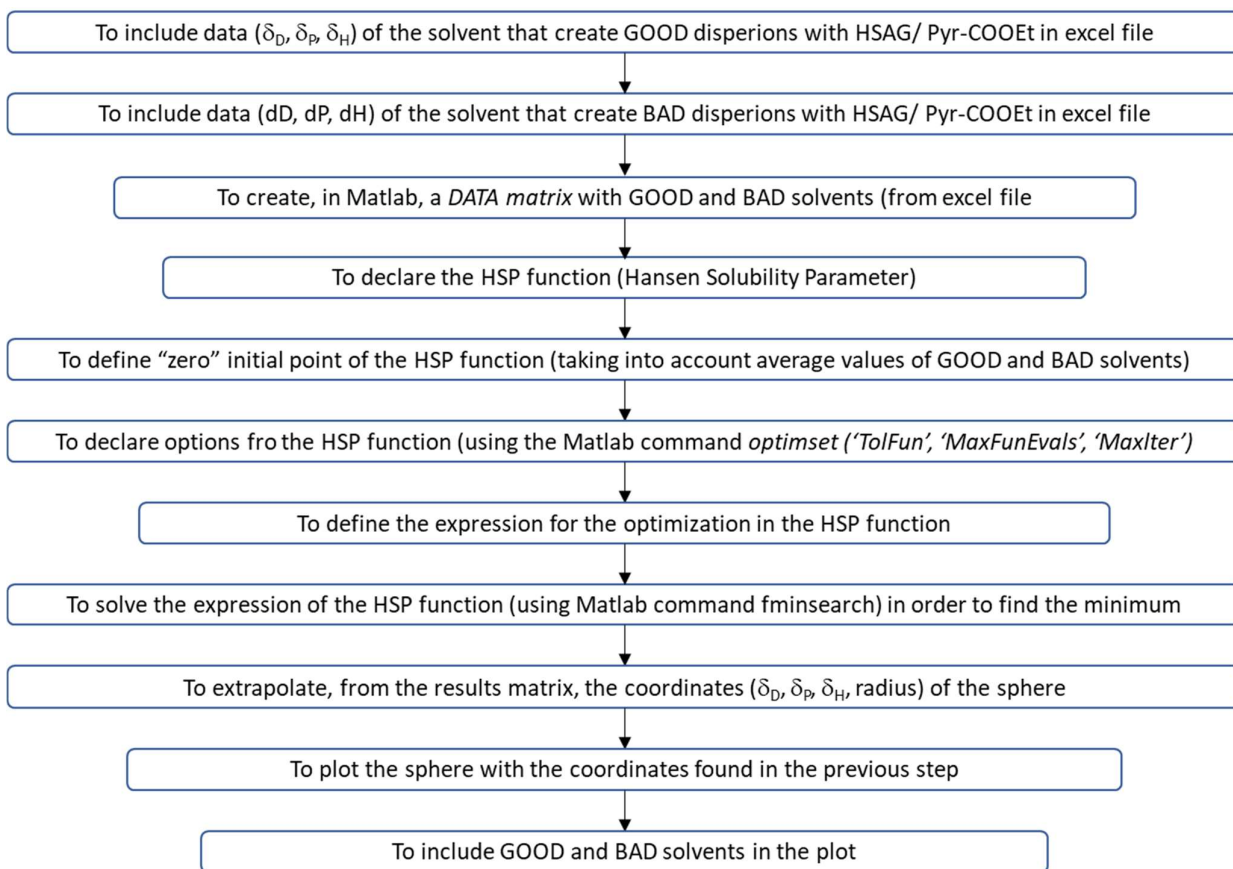 To include data (δD, δP, δH) of the solvent that create GOOD disperions with HSAG/ Pyr-COOEt in excel file
To include data (dD, dP, dH) of the solvent that create BAD disperions with HSAG/ Pyr-COOEt in excel file
To create, in Matlab, a DATA matrix with GOOD and BAD solvents (from excel file
To declare the HSP function (Hansen Solubility Parameter)
To define “zero” initial point of the HSP function (taking into account average values of GOOD and BAD solvents)
To declare options fro the HSP function (using the Matlab command optimset (‘TolFun’, ‘MaxFunEvals’, ‘MaxIter’)
To define the expression for the optimization in the HSP function
To solve the expression of the HSP function (using Matlab command fminsearch) in order to find the minimum
To extrapolate, from the results matrix, the coordinates (δD, δP, δH, radius) of the sphere
To plot the sphere with the coordinates found in the previous step
To include GOOD and BAD solvents in the plot